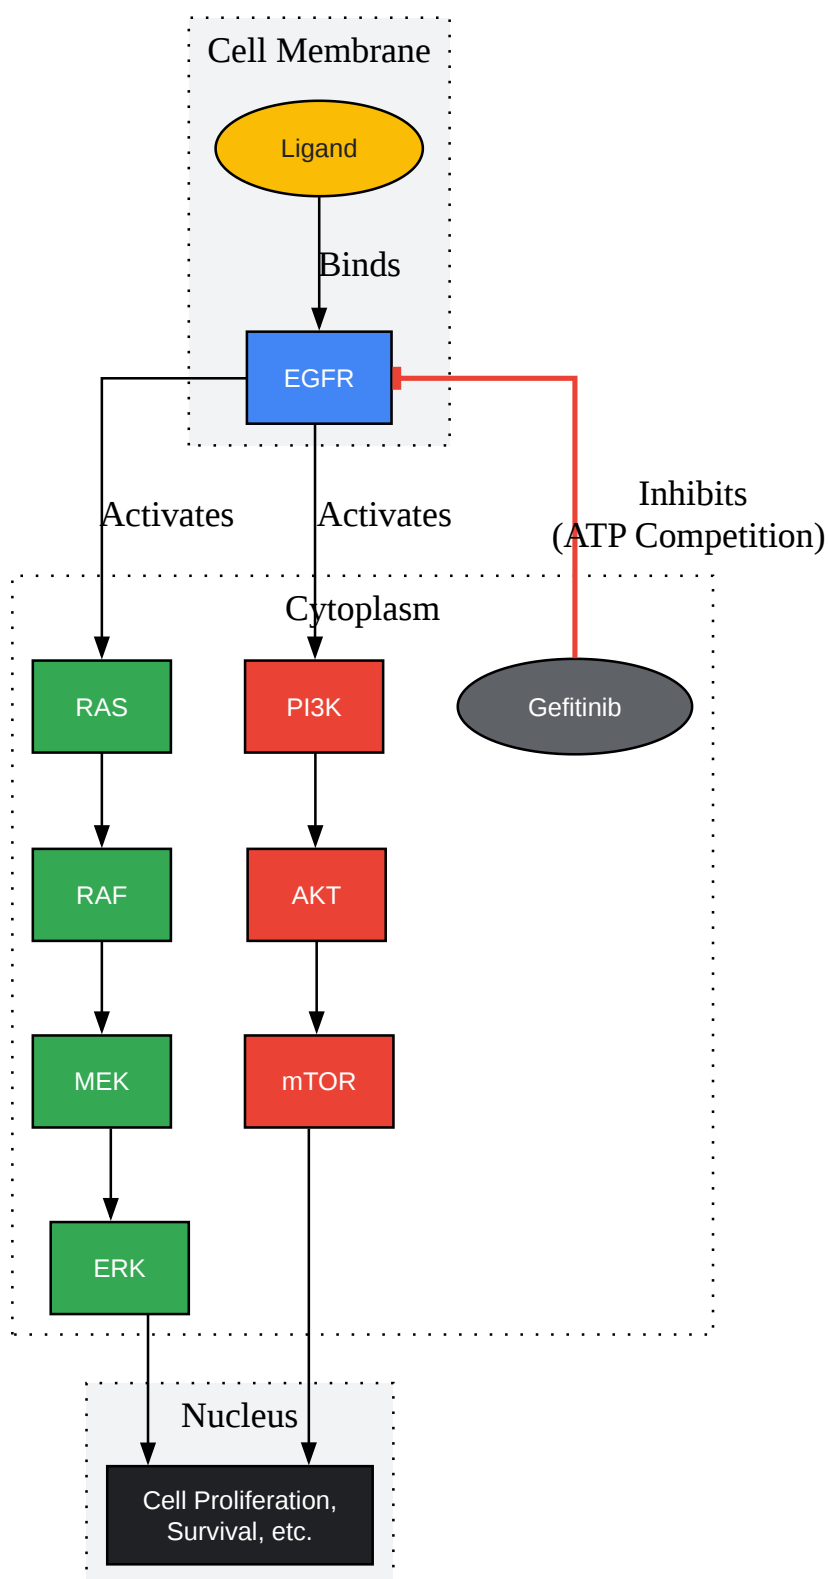 Cell Membrane
Ligand
Binds
EGFR
Inhibits
(ATP Competition)
Activates
Activates
Cytoplasm
RAS
PI3K
Gefitinib
RAF
AKT
MEK
mTOR
ERK
Nucleus
Cell Proliferation,
Survival, etc.